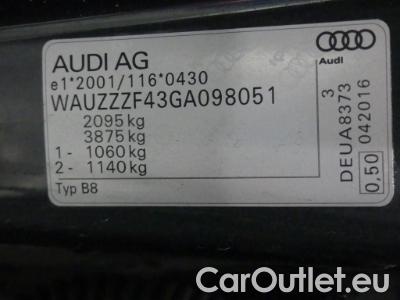 AUDI AG
e1*2001/116*0430
WAUZZZF43GA098051
2095 kg
3875 kg
1- 1060 kg
2- 1140 kg
Typ B8
Audi
3
DEUA8373
0,50 042016
CarOutlet.eu